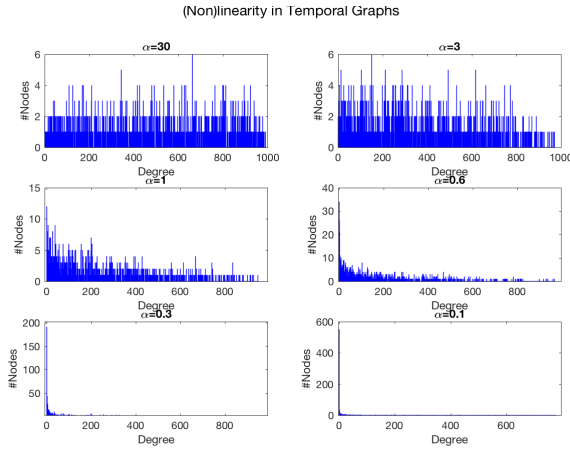 (Non)linearity in Temporal Graphs
α=30
α=3
6
4
2
0
#Nodes
0 200 400 600 800 1000
Degree
6
4
2
0
#Nodes
0 200 400 600 800 1000
Degree
α=1
α=0.6
15
10
5
0
#Nodes
0 200 400 600 800
Degree
40
30
20
10
0
#Nodes
0 200 400 600 800
Degree
α=0.3
α=0.1
200
150
100
50
#Nodes
0 200 400 600 800
Degree
600
400
200
0
#Nodes
0 200 400 600
Degree